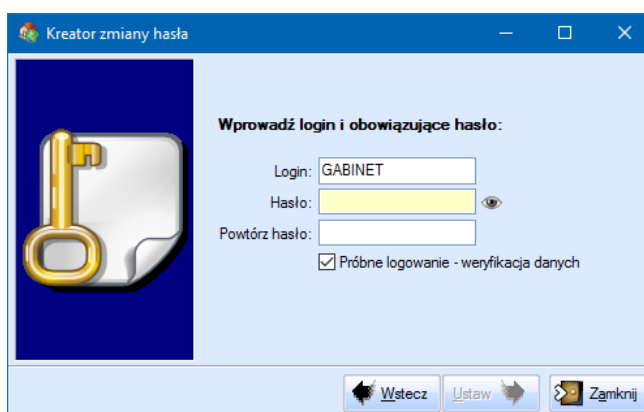 Kreator zmiany hasła
Wprowadź login i obowiązujące hasło:
Login: GABINET
Hasło:
Powtórz hasło:
Próbne logowanie - weryfikacja danych
Wstecz Ustaw Zamknij